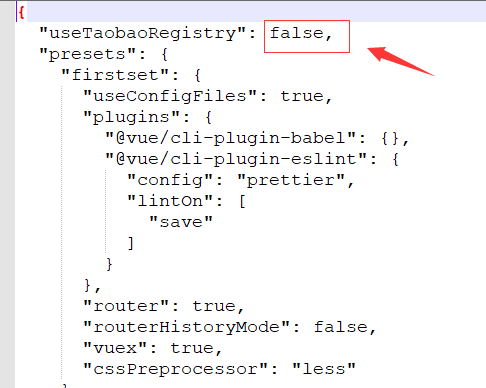 {
"useTaobaoRegistry": false,
"presets": {
"firstset": {
"useConfigFiles": true,
"plugins": {
"@vue/cli-plugin-babel": {},
"@vue/cli-plugin-eslint": {
"config": "prettier",
"lintOn": [
"save"
]
}
},
"router": true,
"routerHistoryMode": false,
"vuex": true,
"cssPreprocessor": "less"